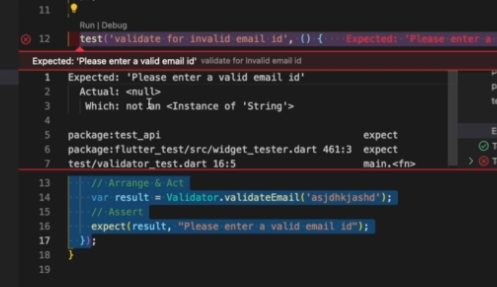 11
Run | Debug
12 test('validate for invalid email id', () { Expected: 'Please enter a
Expected: 'Please enter a valid email id' validate for invalid email id
1 Expected: 'Please enter a valid email id'
2 Actual: <null>
3 Which: not an <Instance of 'String'>
4
5 package:test_api expect
6 package:flutter_test/src/widget_tester.dart 461:3 expect
7 test/validator_test.dart 16:5 main.<fn>
13 // Arrange & Act
14 var result = Validator.validateEmail('asjdhkjashd');
15 // Assert
16 expect(result, "Please enter a valid email id");
17 });
18 }
19